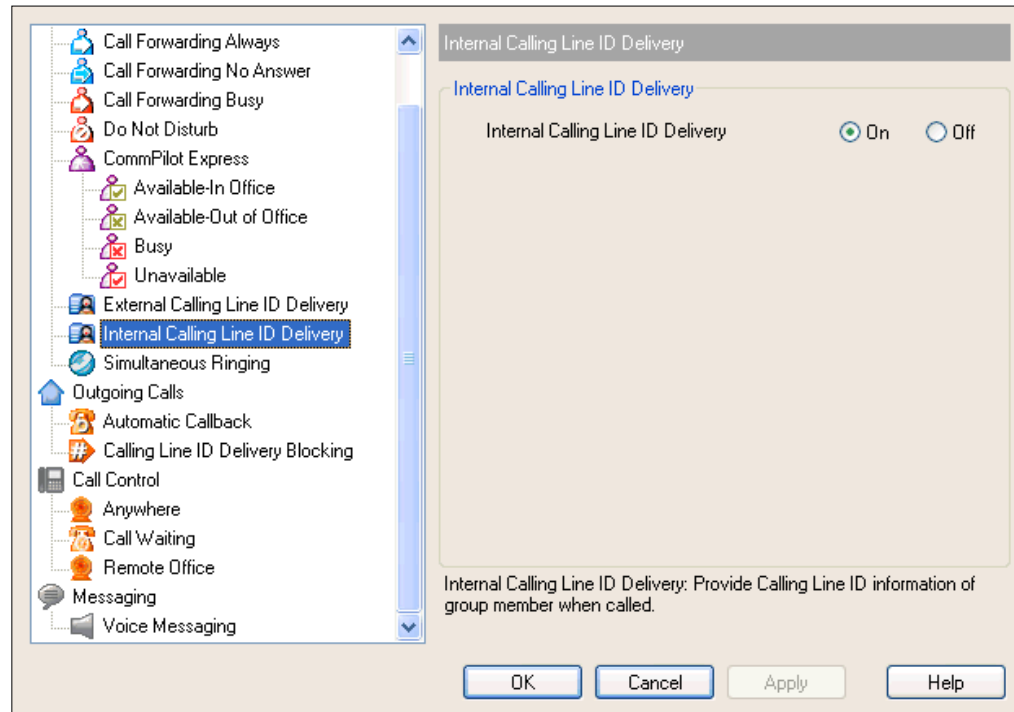 Call Forwarding Always
Call Forwarding No Answer
Call Forwarding Busy
Do Not Disturb
CommPilot Express
Available-In Office
Available-Out of Office
Busy
Unavailable
External Calling Line ID Delivery
Internal Calling Line ID Delivery
Simultaneous Ringing
Outgoing Calls
Automatic Callback
Calling Line ID Delivery Blocking
Call Control
Anywhere
Call Waiting
Remote Office
Messaging
Voice Messaging
Internal Calling Line ID Delivery
Internal Calling Line ID Delivery
Internal Calling Line ID Delivery On Off
Internal Calling Line ID Delivery: Provide Calling Line ID information of
group member when called.
OK Cancel Apply Help